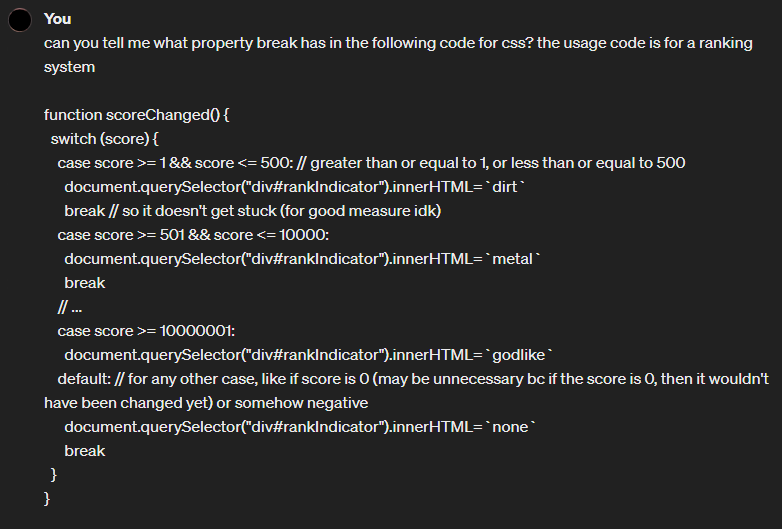 You
can you tell me what property break has in the following code for css? the usage code is for a ranking
system
function scoreChanged() {
switch (score) {
case score >= 1 && score <= 500: // greater than or equal to 1, or less than or equal to 500
document.querySelector("div#rankIndicator").innerHTML=`dirt`
break // so it doesn't get stuck (for good measure idk)
case score >= 501 && score <= 10000:
document.querySelector("div#rankIndicator").innerHTML=`metal`
break
// ...
case score >= 10000001:
document.querySelector("div#rankIndicator").innerHTML=`godlike`
default: // for any other case, like if score is 0 (may be unnecessary bc if the score is 0, then it wouldn't
have been changed yet) or somehow negative
document.querySelector("div#rankIndicator").innerHTML=`none`
break
}
}